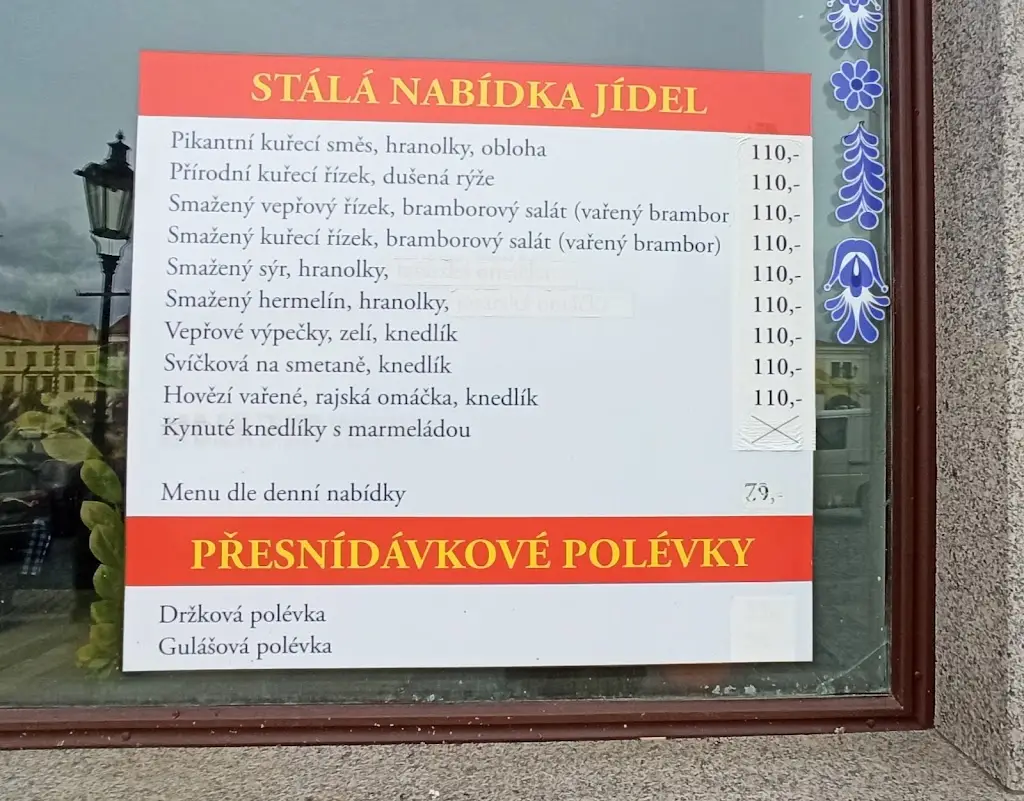 STÁLÁ NABÍDKA JÍDEL
Pikantní kuřecí směs, hranolky, obloha 110,-
Přírodní kuřecí řízek, dušená rýže 110,-
Smažený vepřový řízek, bramborový salát (vařený brambor 110,-
Smažený kuřecí řízek, bramborový salát (vařený brambor) 110,-
Smažený sýr, hranolky, 110,-
Smažený hermelín, hranolky, 110,-
Vepřové výpečky, zelí, knedlík 110,-
Svíčková na smetaně, knedlík 110,-
Hovězí vařené, rajská omáčka, knedlík 110,-
Kynuté knedlíky s marmeládou
Menu dle denní nabídky 79,-
PŘESNÍDÁVKOVÉ POLÉVKY
Držková polévka
Gulášová polévka